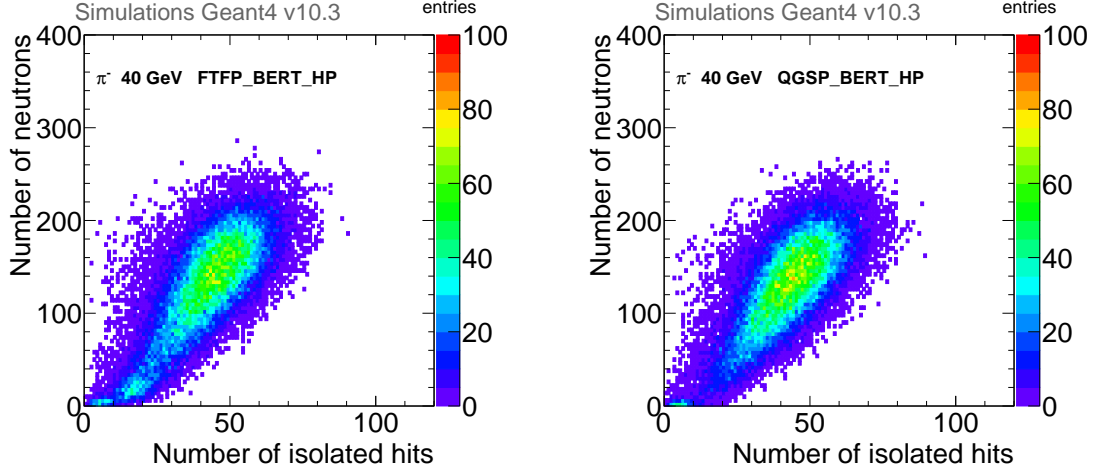 Simulations Geant4 v10.3
entries
π- 40 GeV FTFP_BERT_HP
Number of neutrons
400
300
200
100
0
0 50 100
Number of isolated hits
100
80
60
40
20
0
Simulations Geant4 v10.3
entries
π- 40 GeV QGSP_BERT_HP
Number of neutrons
400
300
200
100
0
0 50 100
Number of isolated hits
100
80
60
40
20
0